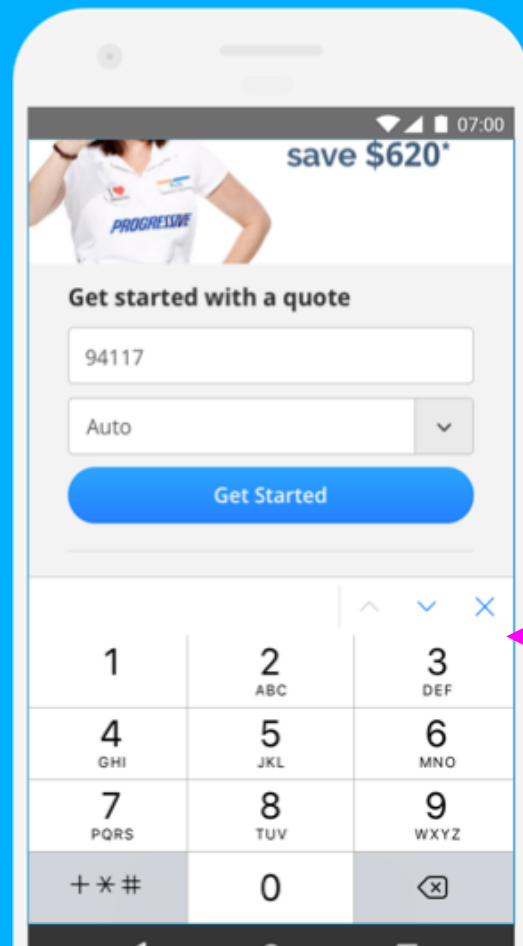 07:00
save $620*
PROGRESSIVE
Get started with a quote
94117
Auto
Get Started
1 2 3
ABC DEF
4 5 6
GHI JKL MNO
7 8 9
PQRS TUV WXYZ
+*# 0